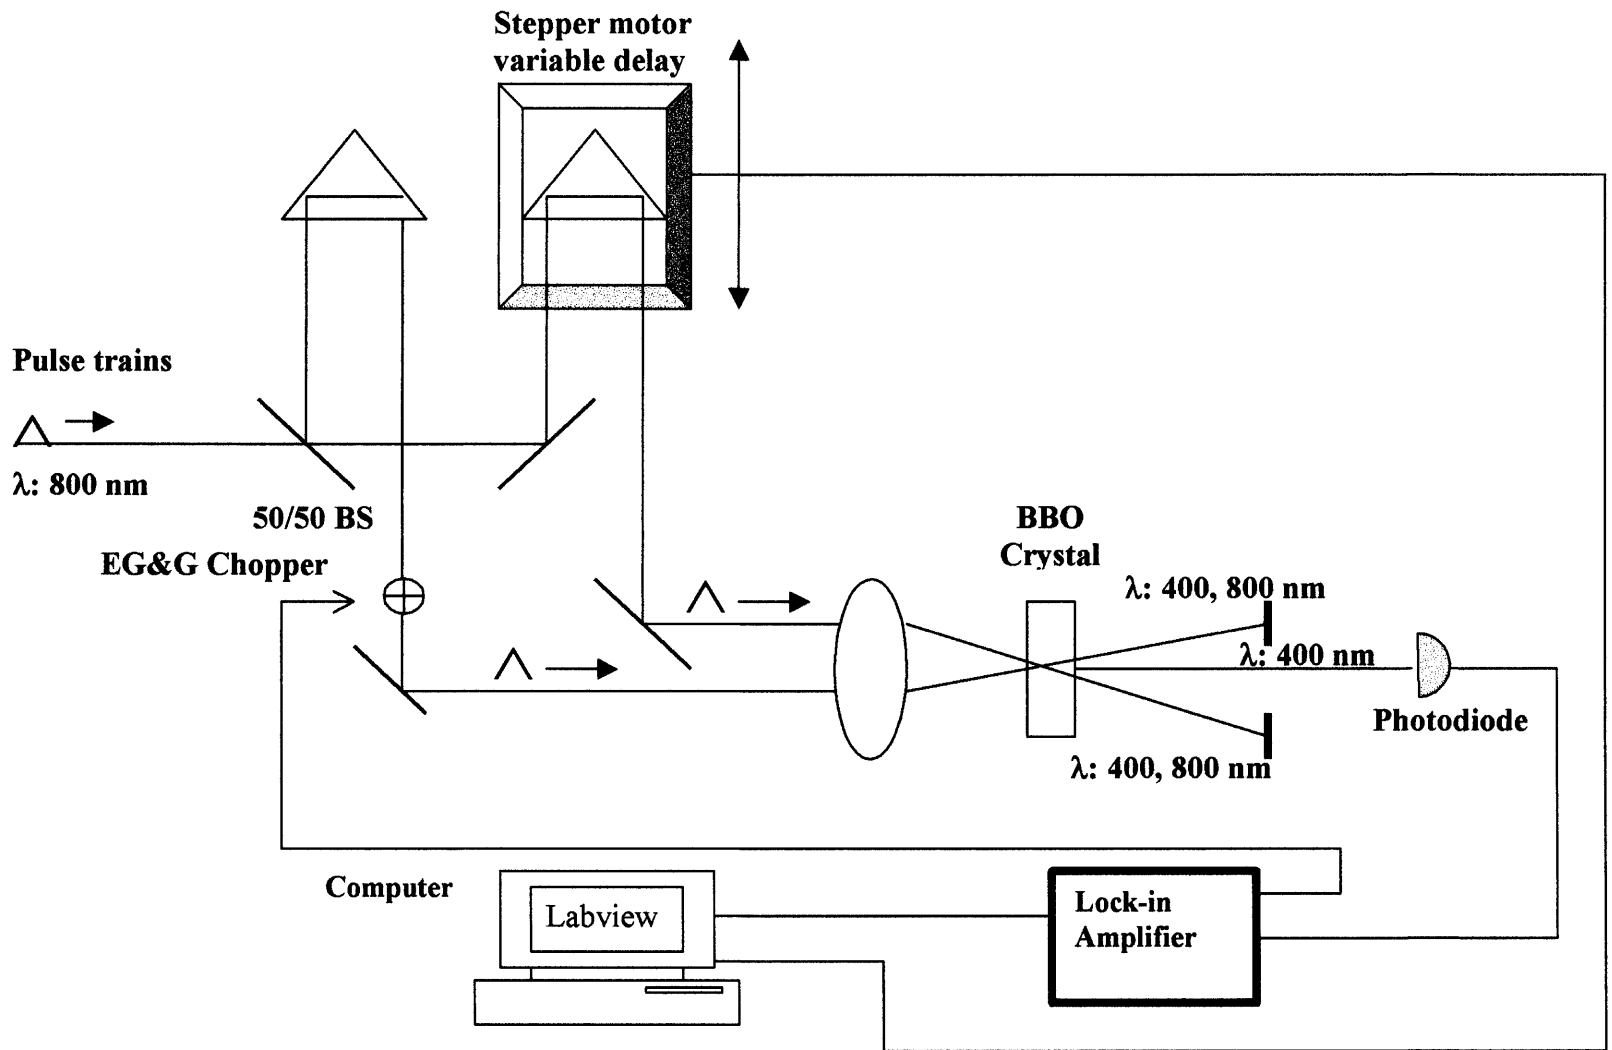 Stepper motor
variable delay
Pulse trains
λ: 800 nm
50/50 BS
EG&G Chopper
BBO
Crystal
λ: 400, 800 nm
λ: 400 nm
Photodiode
λ: 400, 800 nm
Computer
Labview
Lock-in
Amplifier